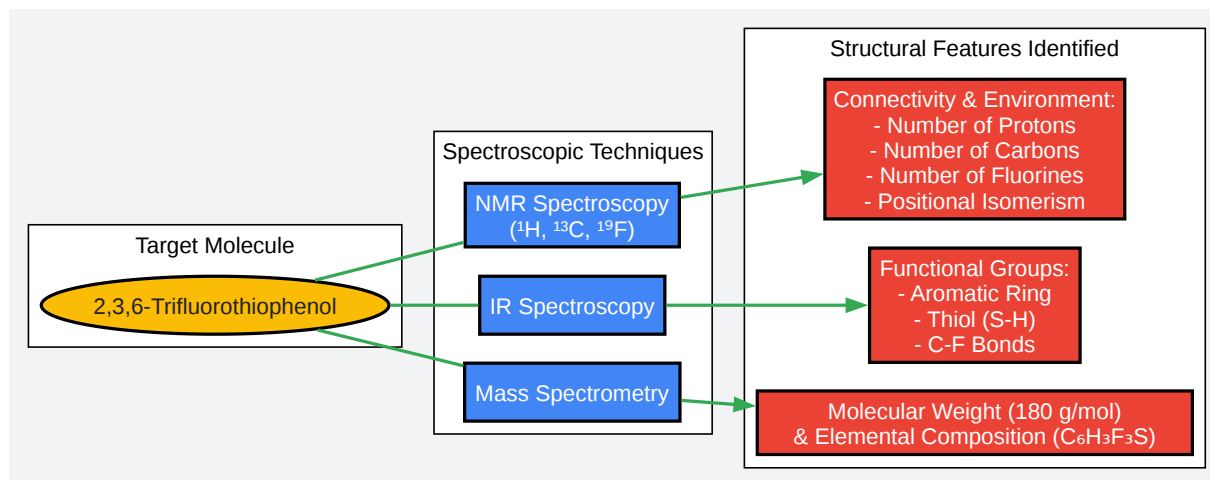 Target Molecule
2,3,6-Trifluorothiophenol
Spectroscopic Techniques
NMR Spectroscopy
(¹H, ¹³C, ¹⁹F)
IR Spectroscopy
Mass Spectrometry
Structural Features Identified
Connectivity & Environment:
- Number of Protons
- Number of Carbons
- Number of Fluorines
- Positional Isomerism
Functional Groups:
- Aromatic Ring
- Thiol (S-H)
- C-F Bonds
Molecular Weight (180 g/mol)
& Elemental Composition (C₆H₃F₃S)